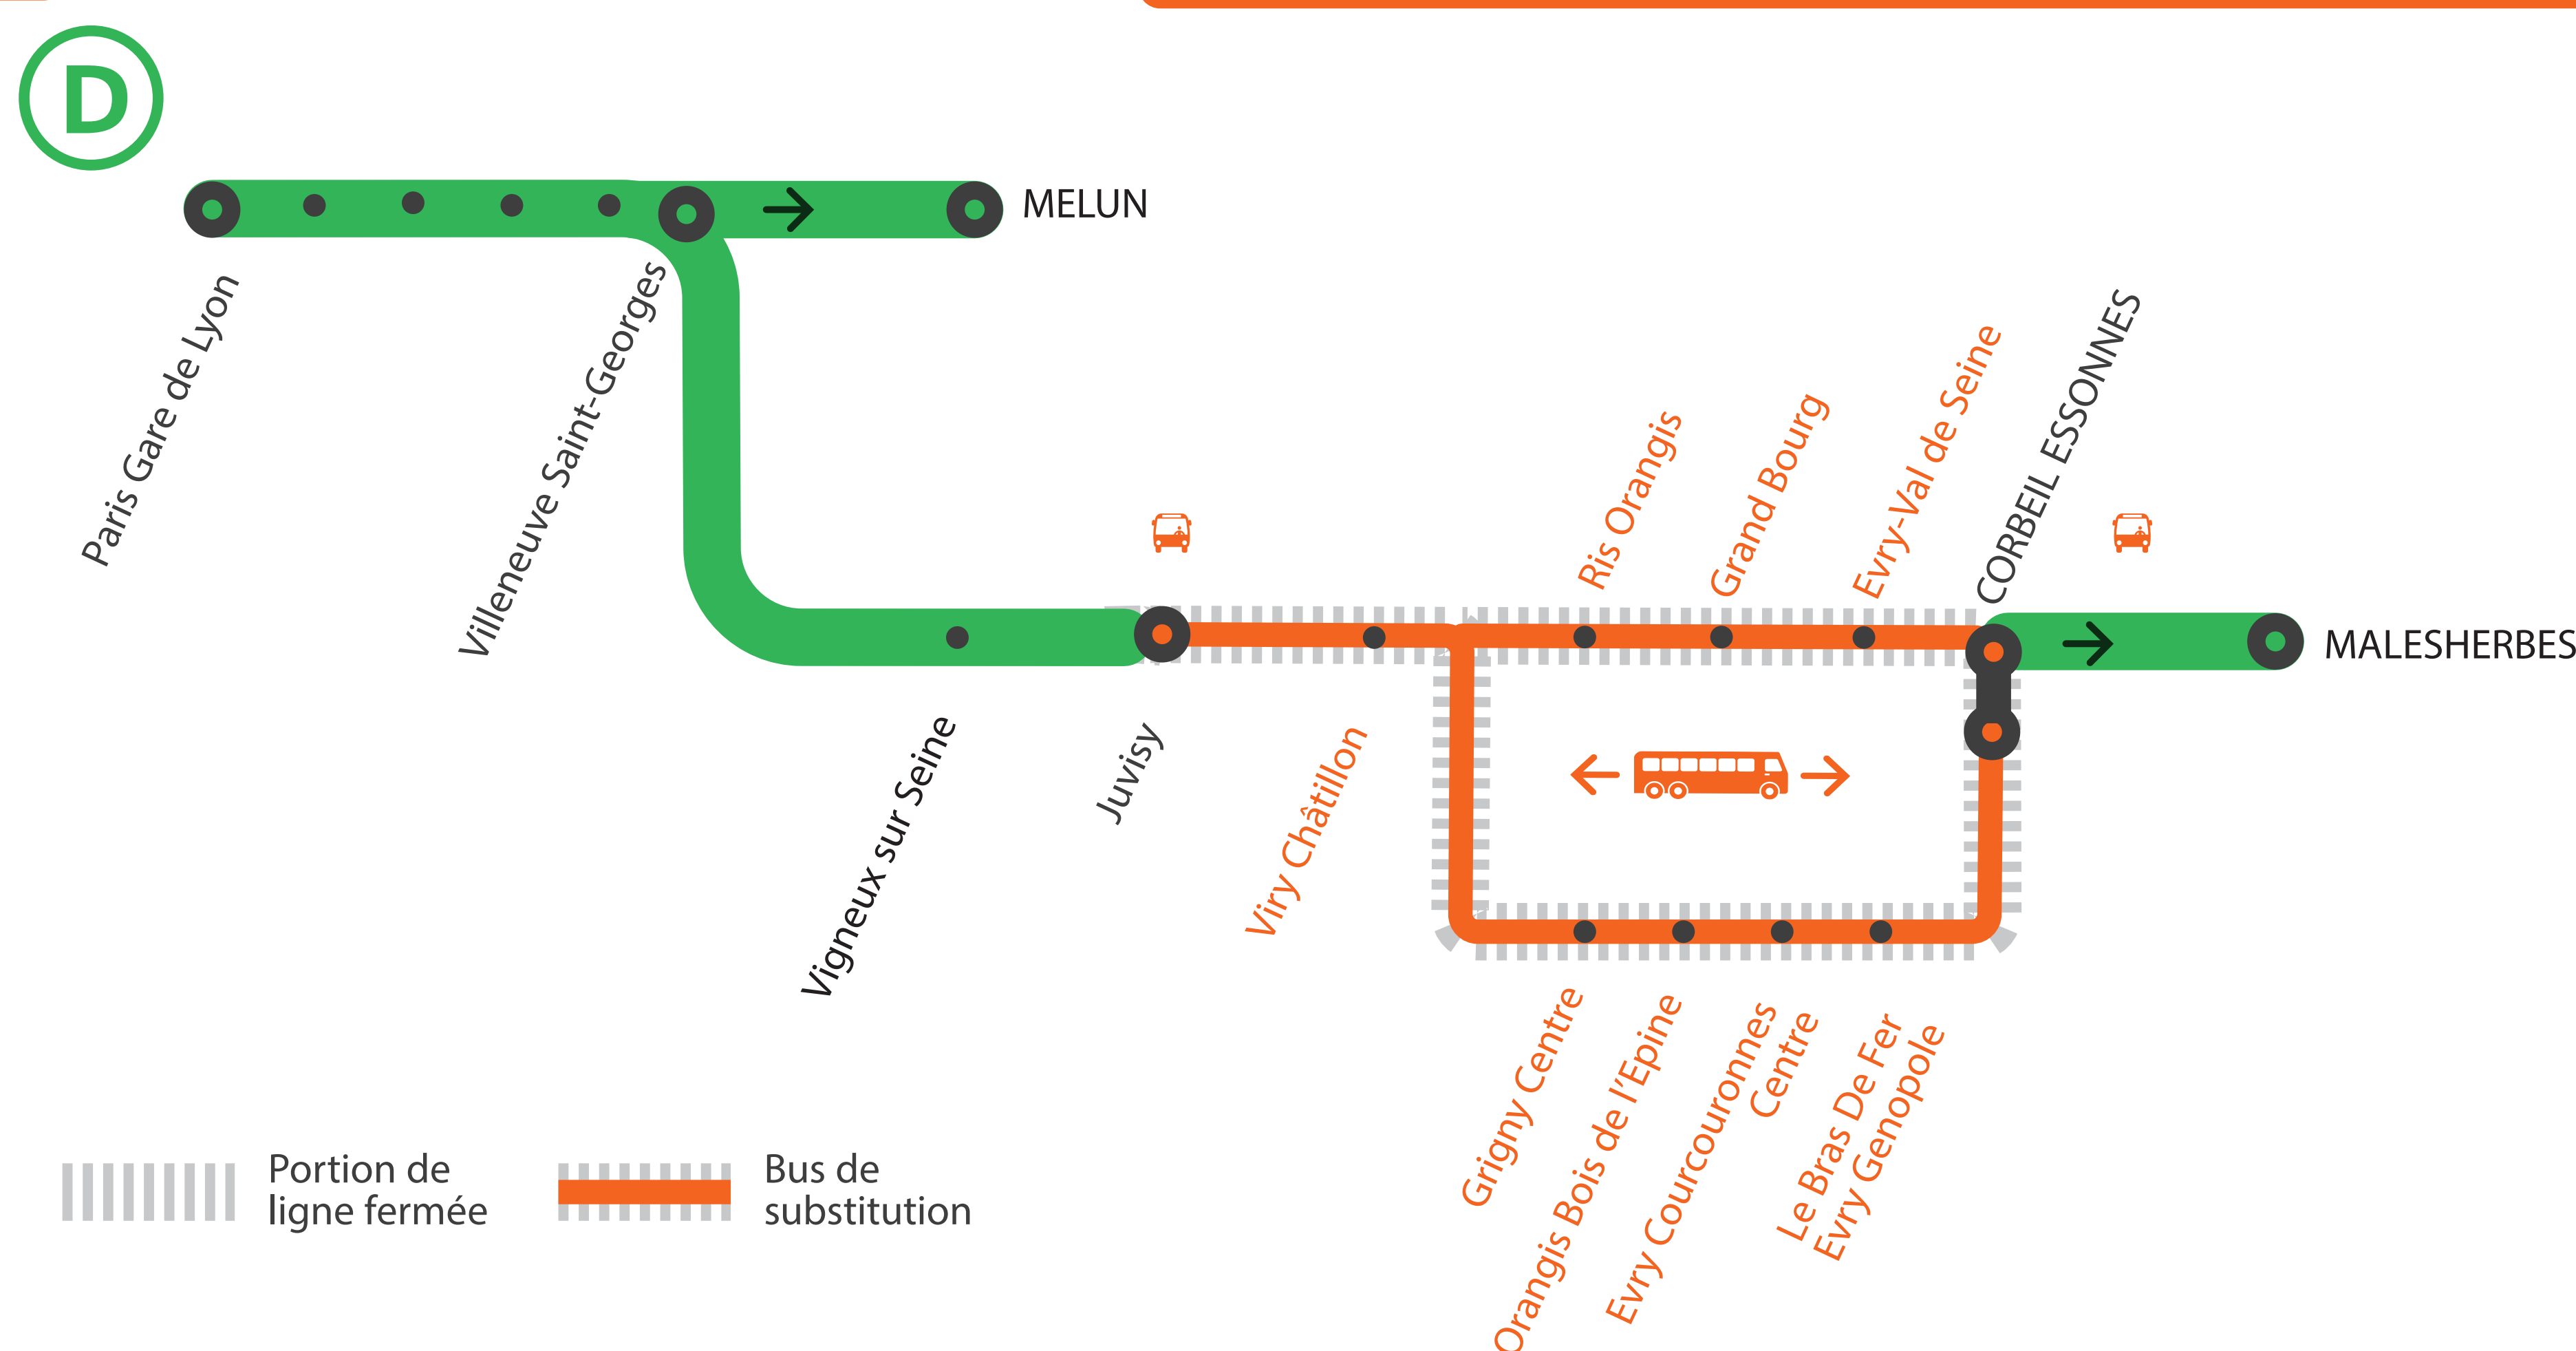 D
MELUN
Paris Gare de Lyon
Villeneuve Saint-Georges
Vigneux sur Seine
Juvisy
Viry Châtillon
Ris Orangis
Grand Bourg
Evry-Val de Seine
CORBEIL ESSONNES
MALESHERBES
Grigny Centre
Orangis Bois de l'Epine
Evry Courcouronnes
Centre
Le Bras De Fer
Evry Genopole
Portion de
ligne fermée
Bus de
substitution